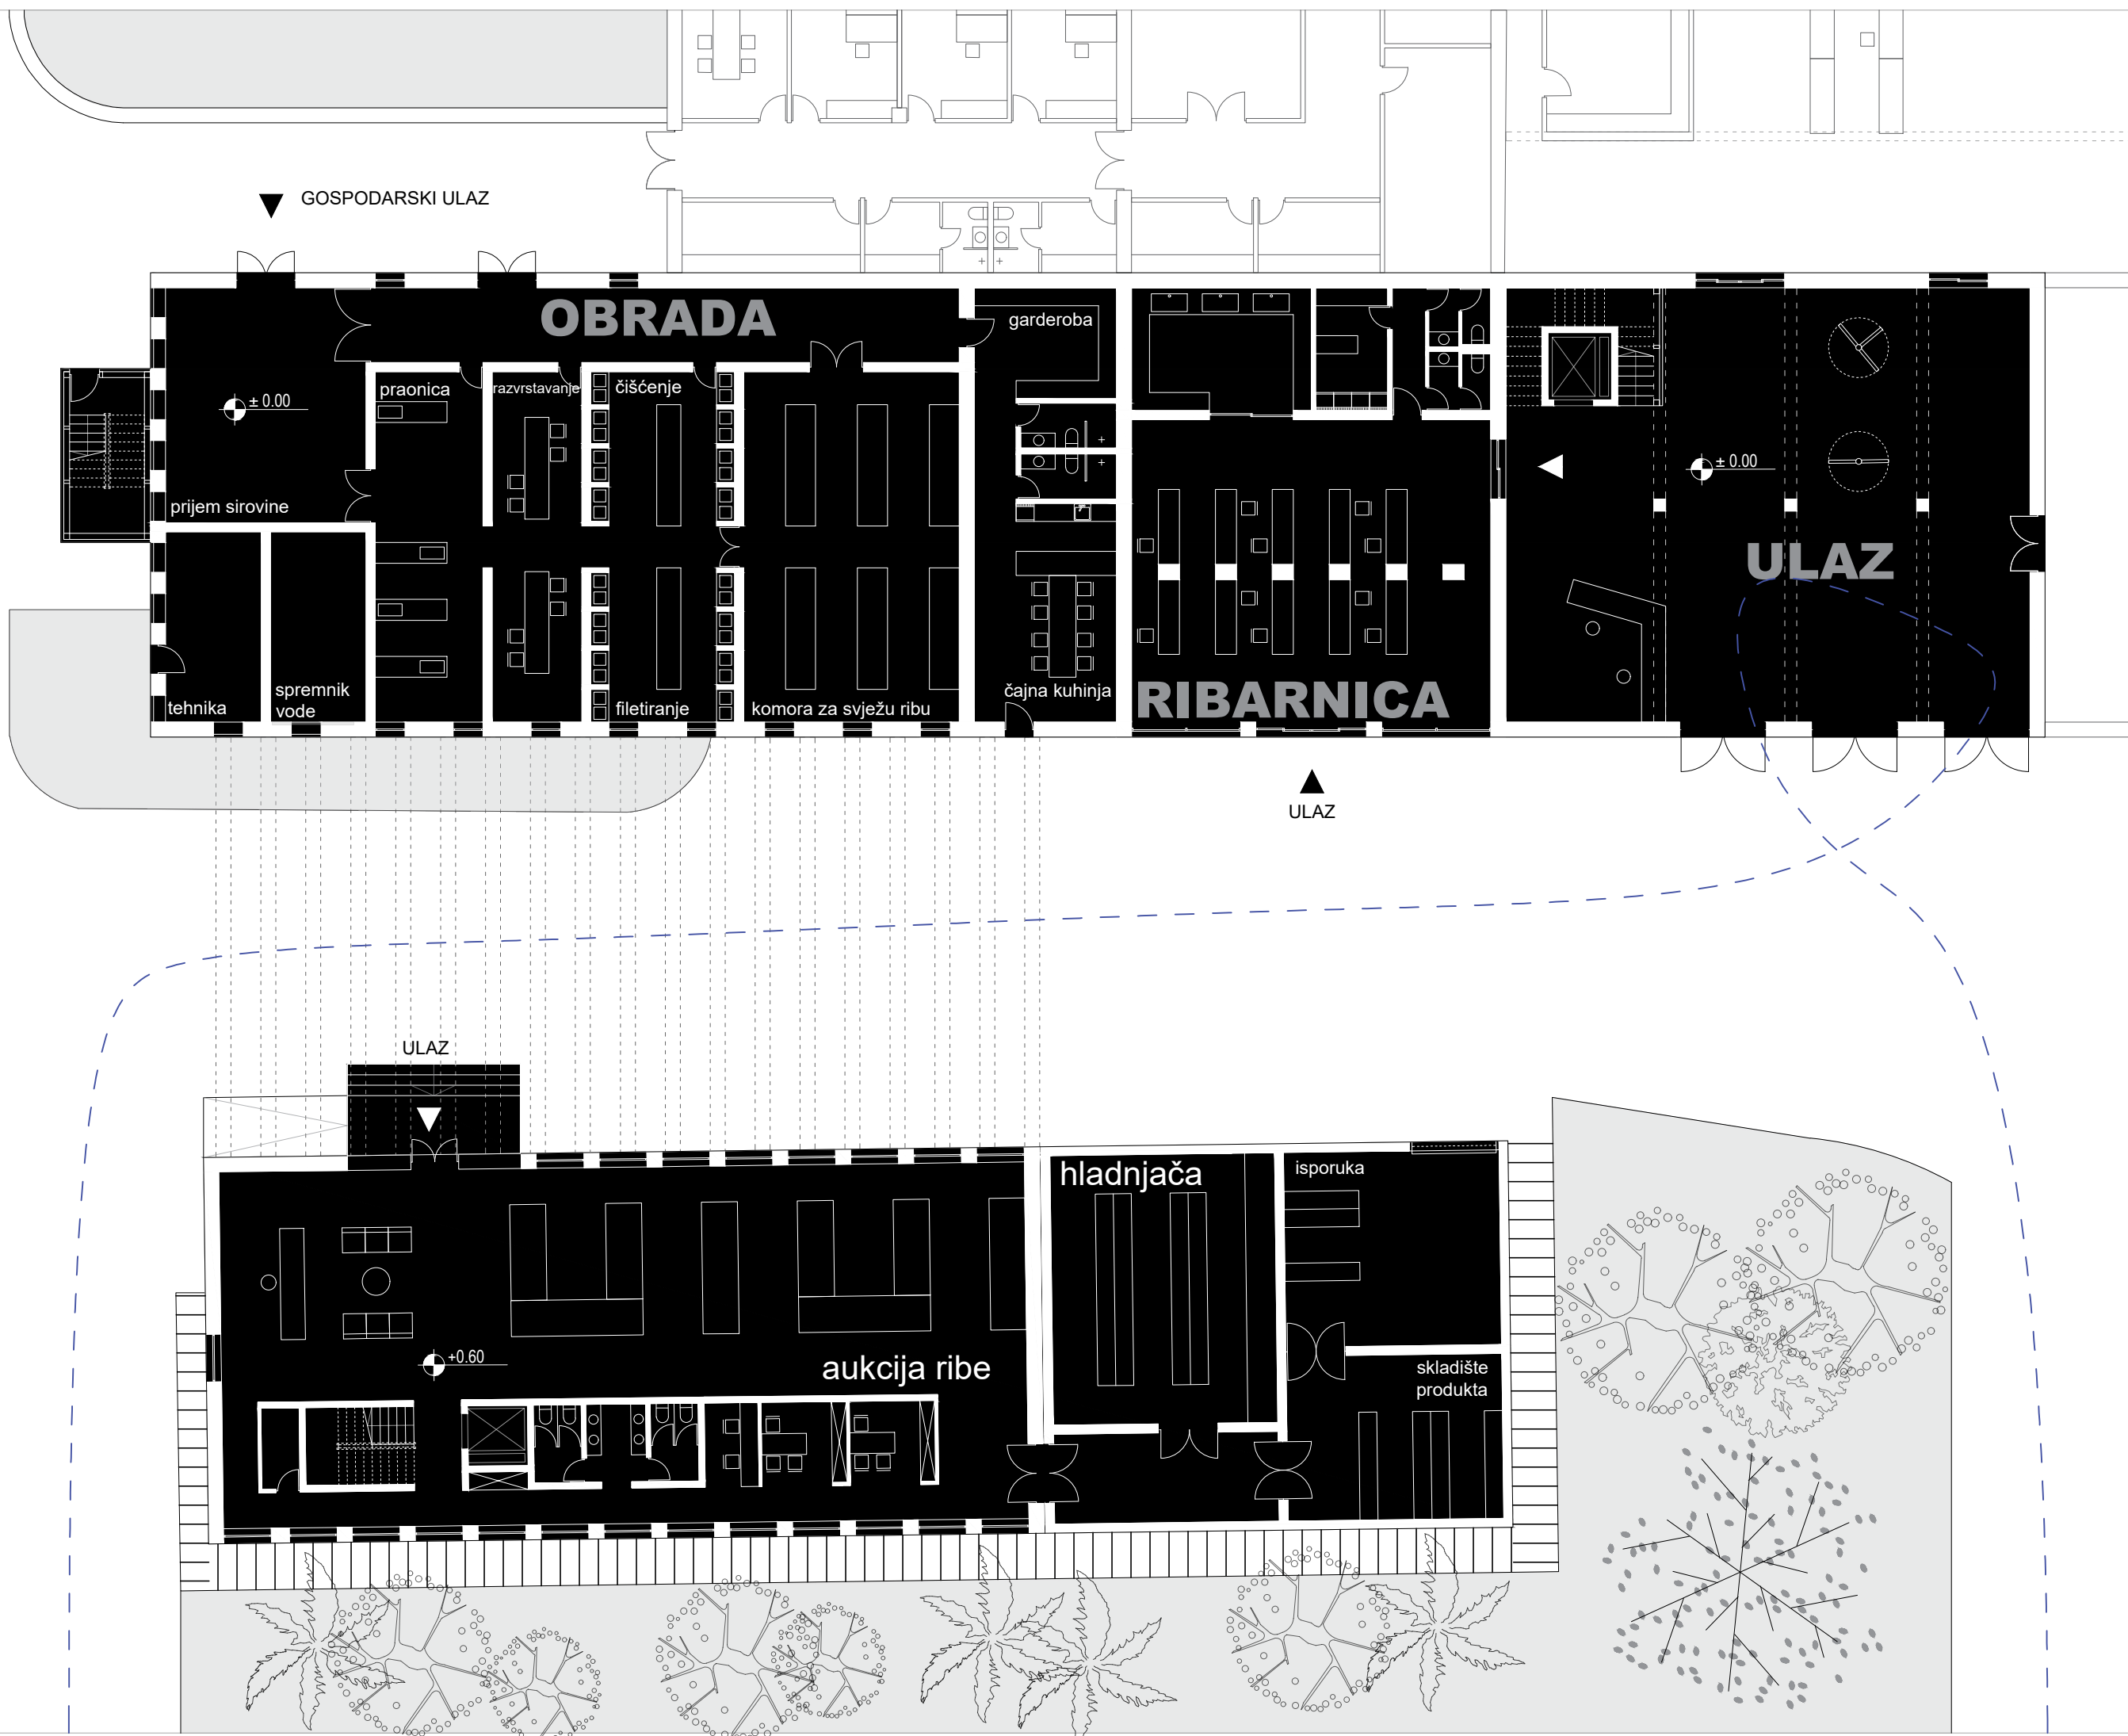 GOSPODARSKI ULAZ
OBRADA
garderoba
praonica
razvrstavanje
čišćenje
± 0.00
± 0.00
prijem sirovine
ULAZ
tehnika
spremnik
vode
filetiranje
komora za svježu ribu
čajna kuhinja
RIBARNICA
ULAZ
ULAZ
hladnjača
isporuka
+0.60
aukcija ribe
skladište
produkta